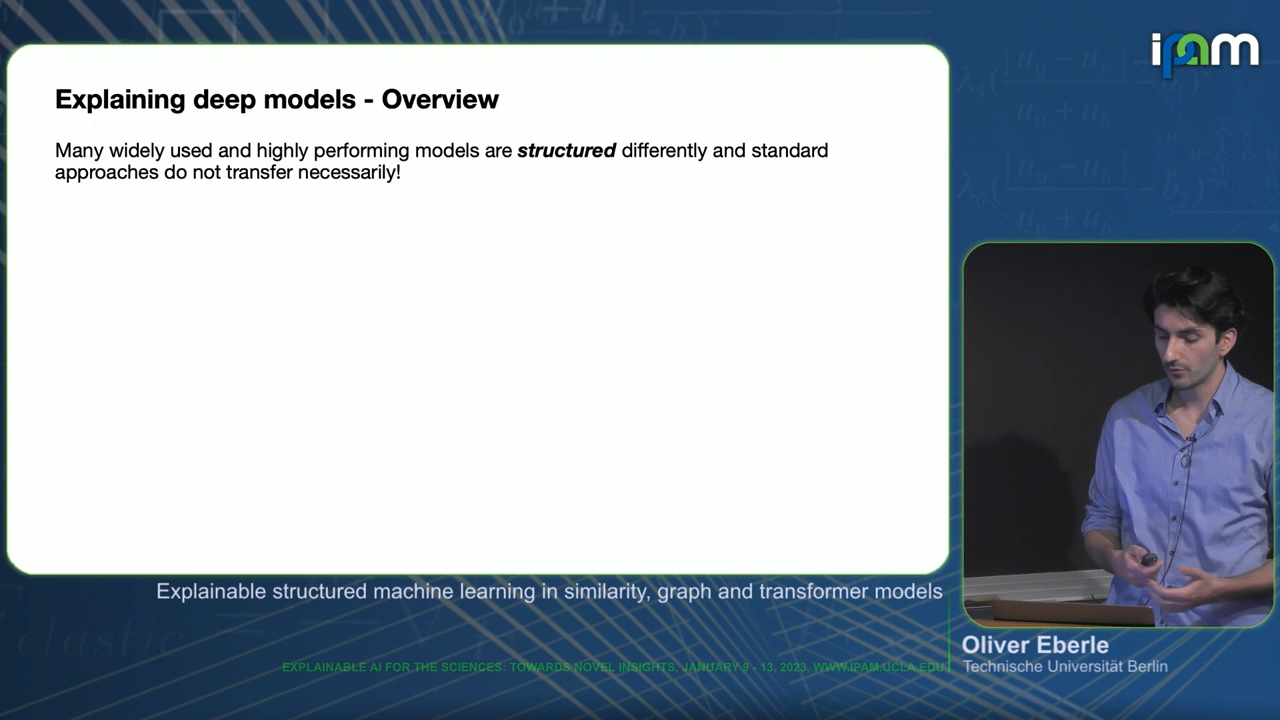 Explaining deep models - Overview
Many widely used and highly performing models are structured differently and standard
approaches do not transfer necessarily!
ipam
Explainable structured machine learning in similarity, graph and transformer models
Oliver Eberle
Technische Universität Berlin
EXPLAINABLE AI FOR THE SCIENCES: TOWARDS NOVEL INSIGHTS, JANUARY 9 - 13, 2023, WWW.IPAM.UCLA.EDU
elastic